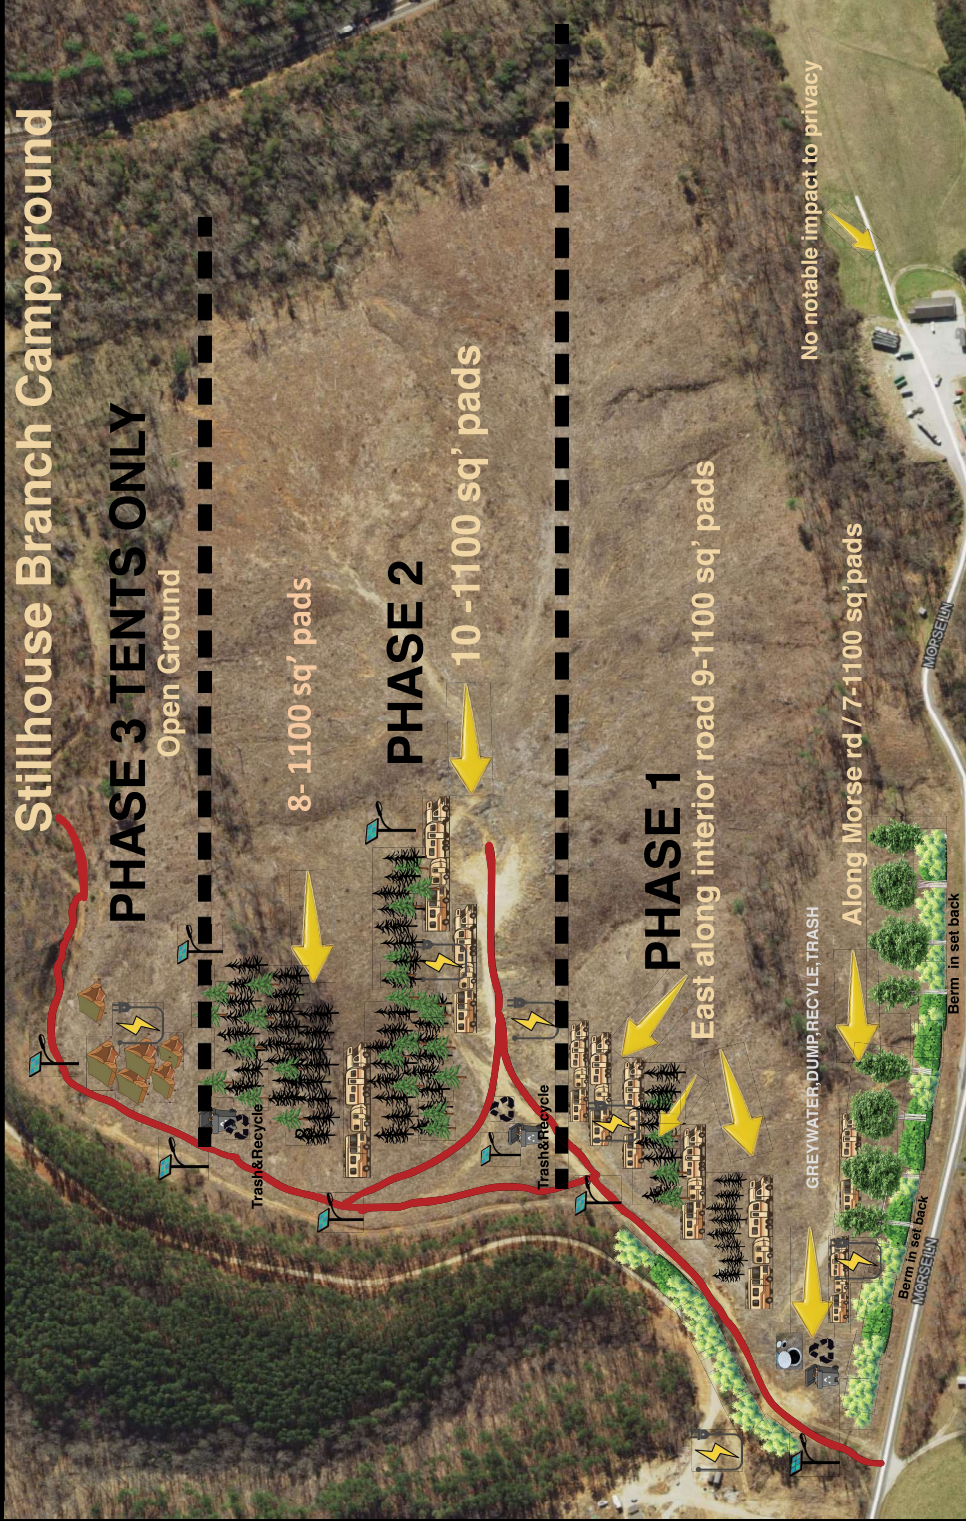 Stillhouse Branch Campground
PHASE 3 TENTS ONLY
Open Ground
Trash&Recycle
8- 1100 sq' pads
PHASE 2
10 -1100 sq' pads
Trash&Recycle
PHASE 1
East along interior road 9-1100 sq' pads
No notable impact to privacy
GREYWATER,DUMP,RECYLE,TRASH
Along Morse rd / 7-1100 sq'pads
Berm in set back
MORSE LN
MORSE LN
Berm in set back